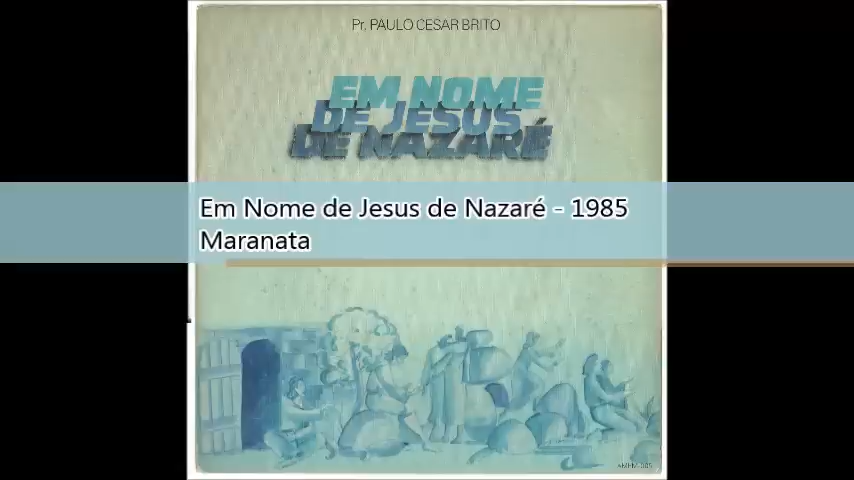 Pr. PAULO CESAR BRITO
EM NOME
DE JESUS
DE NAZARÉ
Em Nome de Jesus de Nazaré - 1985
Maranata